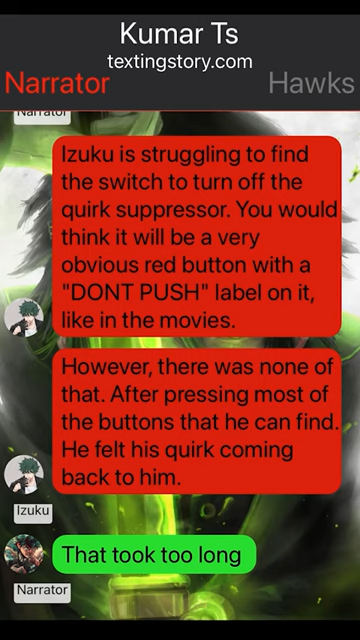 Kumar Ts
textingstory.com
Narrator Hawks
Narrator
Izuku is struggling to find
the switch to turn off the
quirk suppressor. You would
think it will be a very
obvious red button with a
"DONT PUSH" label on it,
like in the movies.
However, there was none of
that. After pressing most of
the buttons that he can find.
He felt his quirk coming
back to him.
Izuku
That took too long
Narrator